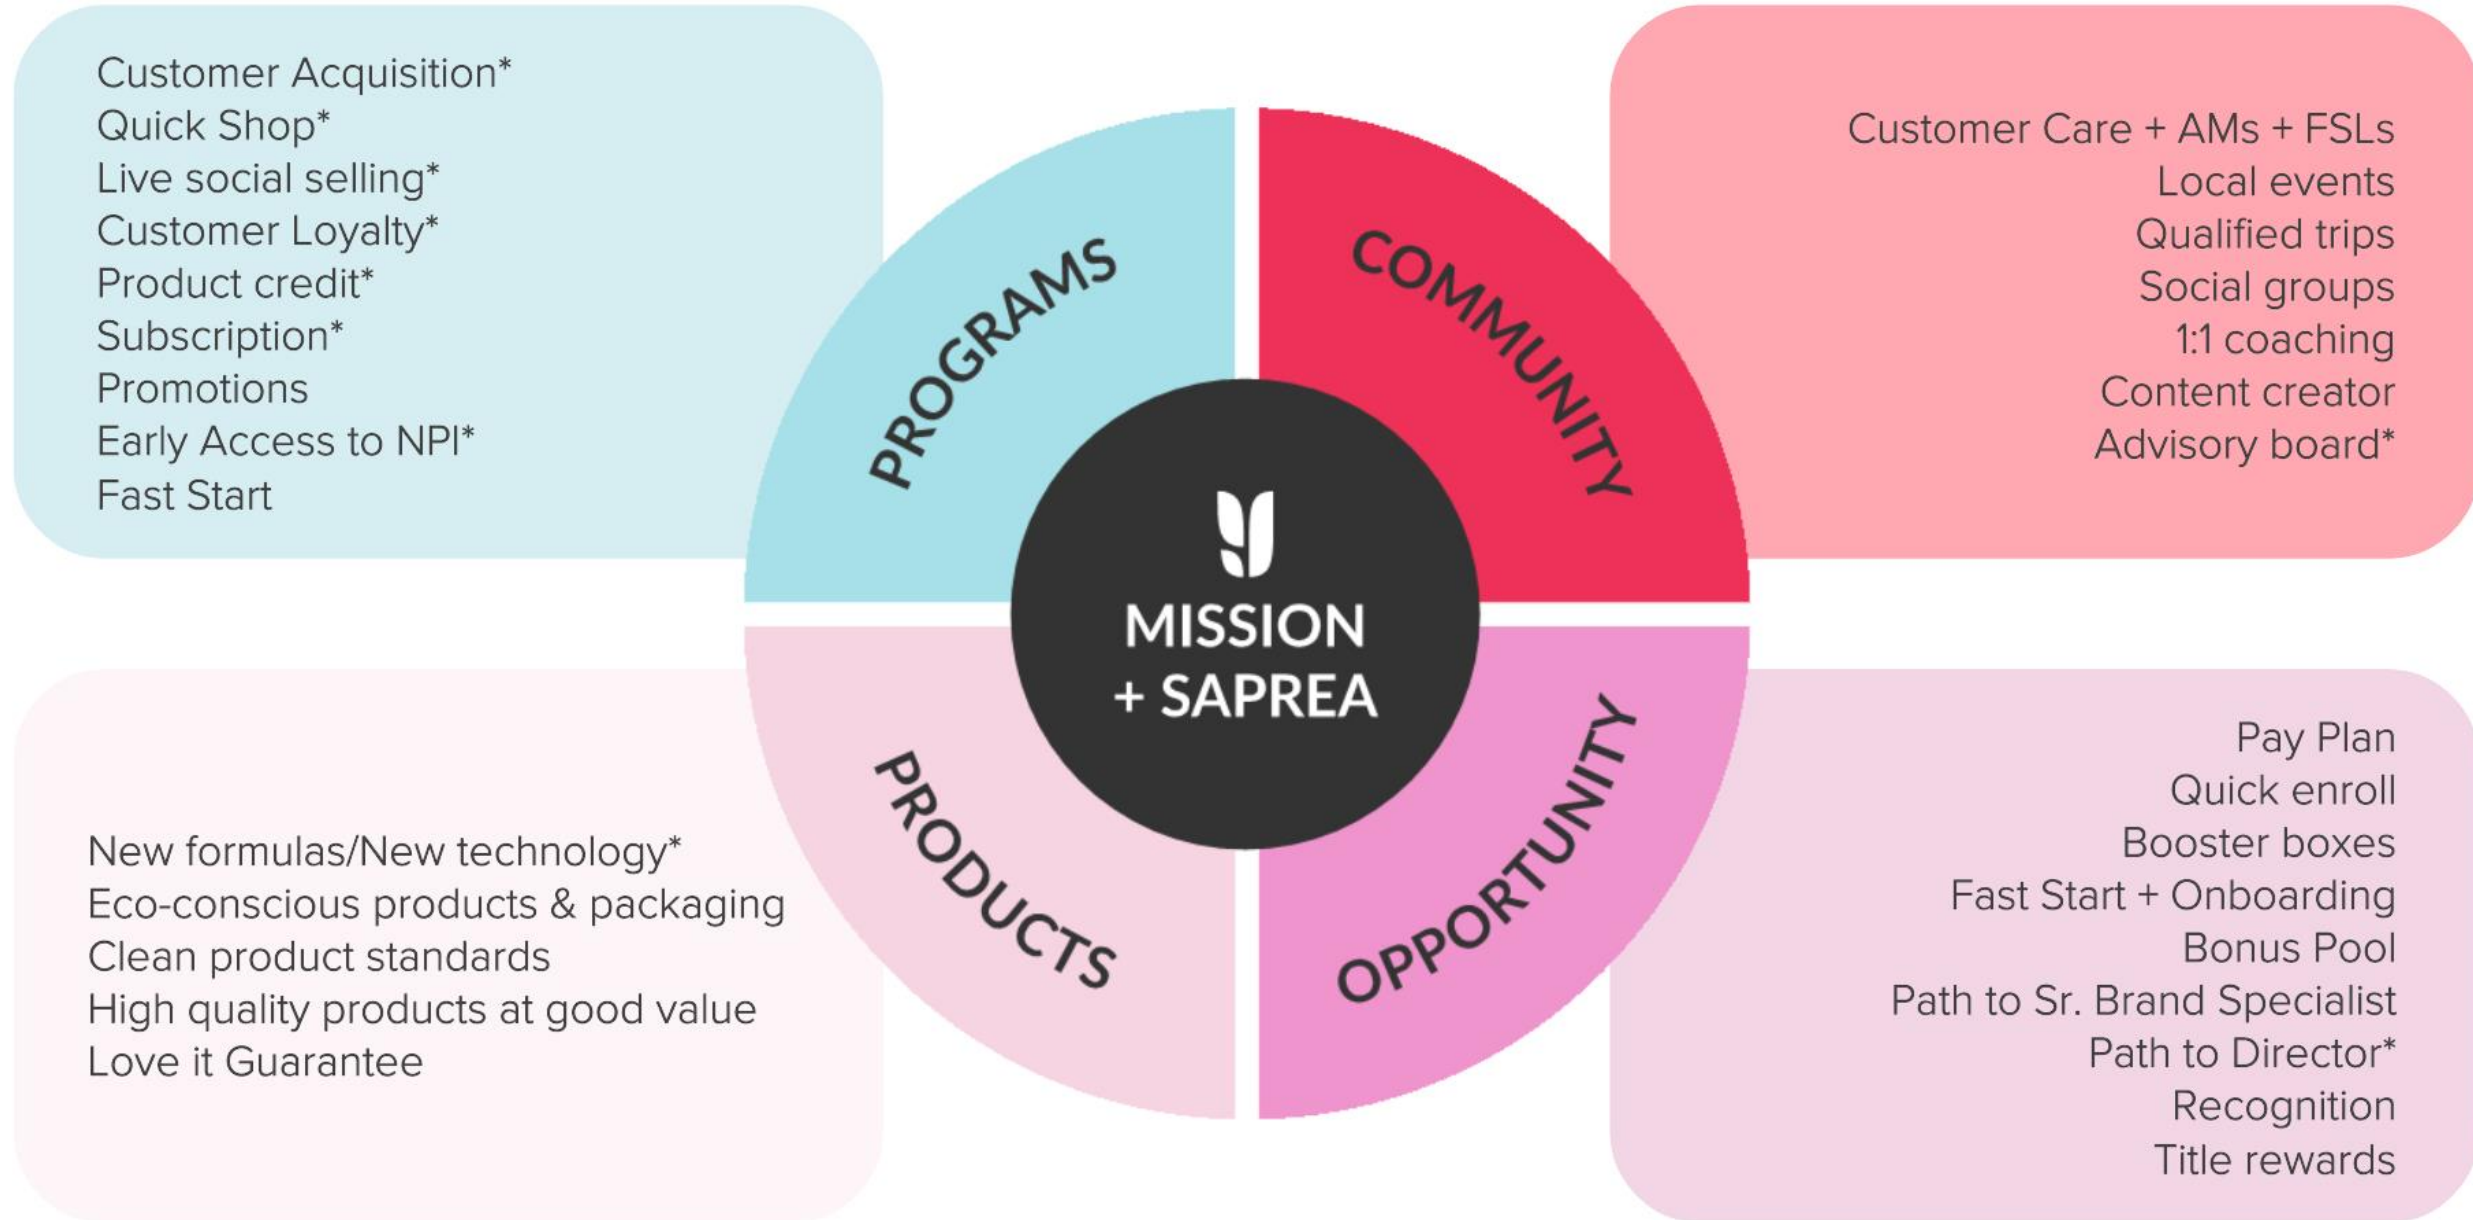 Customer Acquisition*
Quick Shop*
Live social selling*
Customer Loyalty*
Product credit*
Subscription*
Promotions
Early Access to NPI*
Fast Start
PROGRAMS
COMMUNITY
Customer Care + AMs + FSLs
Local events
Qualified trips
Social groups
1:1 coaching
Content creator
Advisory board*
MISSION
+ SAPREA
New formulas/New technology*
Eco-conscious products & packaging
Clean product standards
High quality products at good value
Love it Guarantee
PRODUCTS
OPPORTUNITY
Pay Plan
Quick enroll
Booster boxes
Fast Start + Onboarding
Bonus Pool
Path to Sr. Brand Specialist
Path to Director*
Recognition
Title rewards